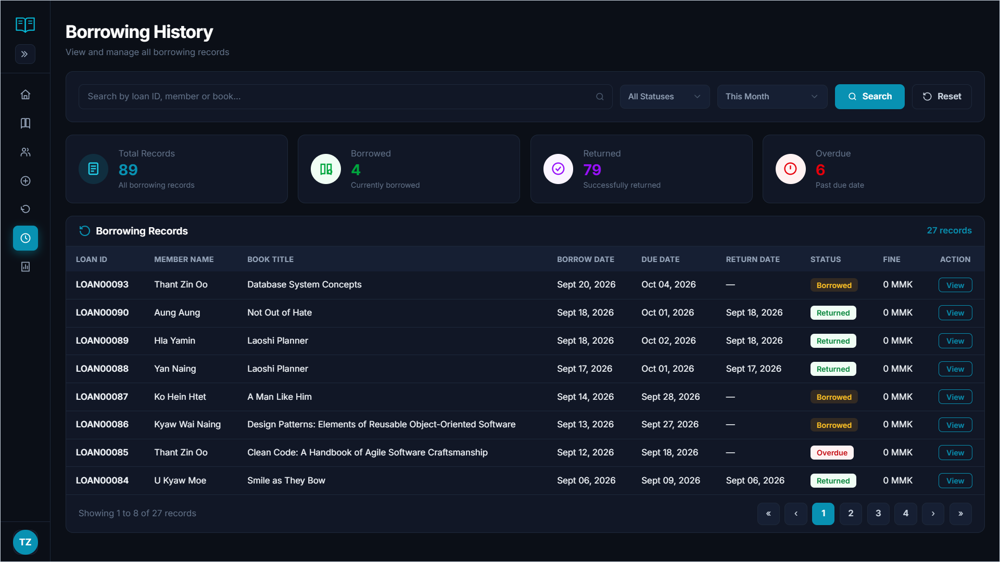 Borrowing History
View and manage all borrowing records
Search by loan ID, member or book...
All Statuses
This Month
Search
Reset
Total Records
89
All borrowing records
Borrowed
4
Currently borrowed
Returned
79
Successfully returned
Overdue
6
Past due date
Borrowing Records
27 records
LOAN ID MEMBER NAME BOOK TITLE BORROW DATE DUE DATE RETURN DATE STATUS FINE ACTION
LOAN00093 Thant Zin Oo Database System Concepts Sept 20, 2026 Oct 04, 2026 — Borrowed 0 MMK View
LOAN00090 Aung Aung Not Out of Hate Sept 18, 2026 Oct 01, 2026 Sept 18, 2026 Returned 0 MMK View
LOAN00089 Hla Yamin Laoshi Planner Sept 18, 2026 Oct 02, 2026 Sept 18, 2026 Returned 0 MMK View
LOAN00088 Yan Naing Laoshi Planner Sept 17, 2026 Oct 01, 2026 Sept 17, 2026 Returned 0 MMK View
LOAN00087 Ko Hein Htet A Man Like Him Sept 14, 2026 Sept 28, 2026 — Borrowed 0 MMK View
LOAN00086 Kyaw Wai Naing Design Patterns: Elements of Reusable Object-Oriented Software Sept 13, 2026 Sept 27, 2026 — Borrowed 0 MMK View
LOAN00085 Thant Zin Oo Clean Code: A Handbook of Agile Software Craftsmanship Sept 12, 2026 Sept 18, 2026 — Overdue 0 MMK View
LOAN00084 U Kyaw Moe Smile as They Bow Sept 06, 2026 Sept 09, 2026 Sept 06, 2026 Returned 0 MMK View
Showing 1 to 8 of 27 records
« ‹ 1 2 3 4 › »
TZ